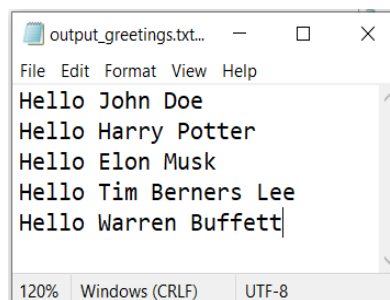 output_greetings.txt...
File Edit Format View Help
Hello John Doe
Hello Harry Potter
Hello Elon Musk
Hello Tim Berners Lee
Hello Warren Buffett
120% Windows (CRLF) UTF-8